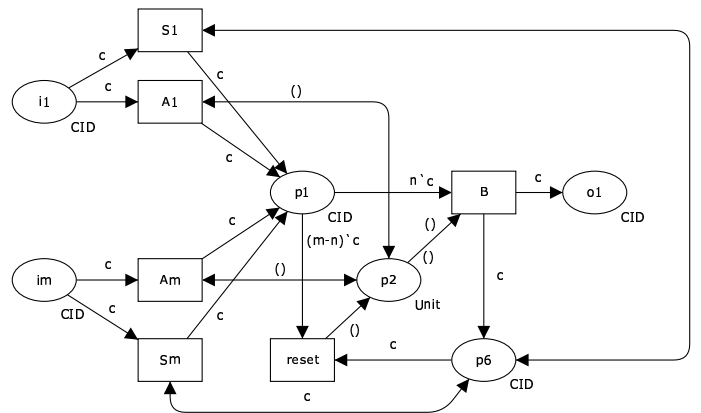 S1
c
c
i1
c
A1
()
CID
c
p1
n`c
B
c
o1
CID
CID
c
()
(m-n)`c
()
im
c
Am
()
p2
CID
c
c
Unit
c
()
Sm
reset
c
p6
CID
c